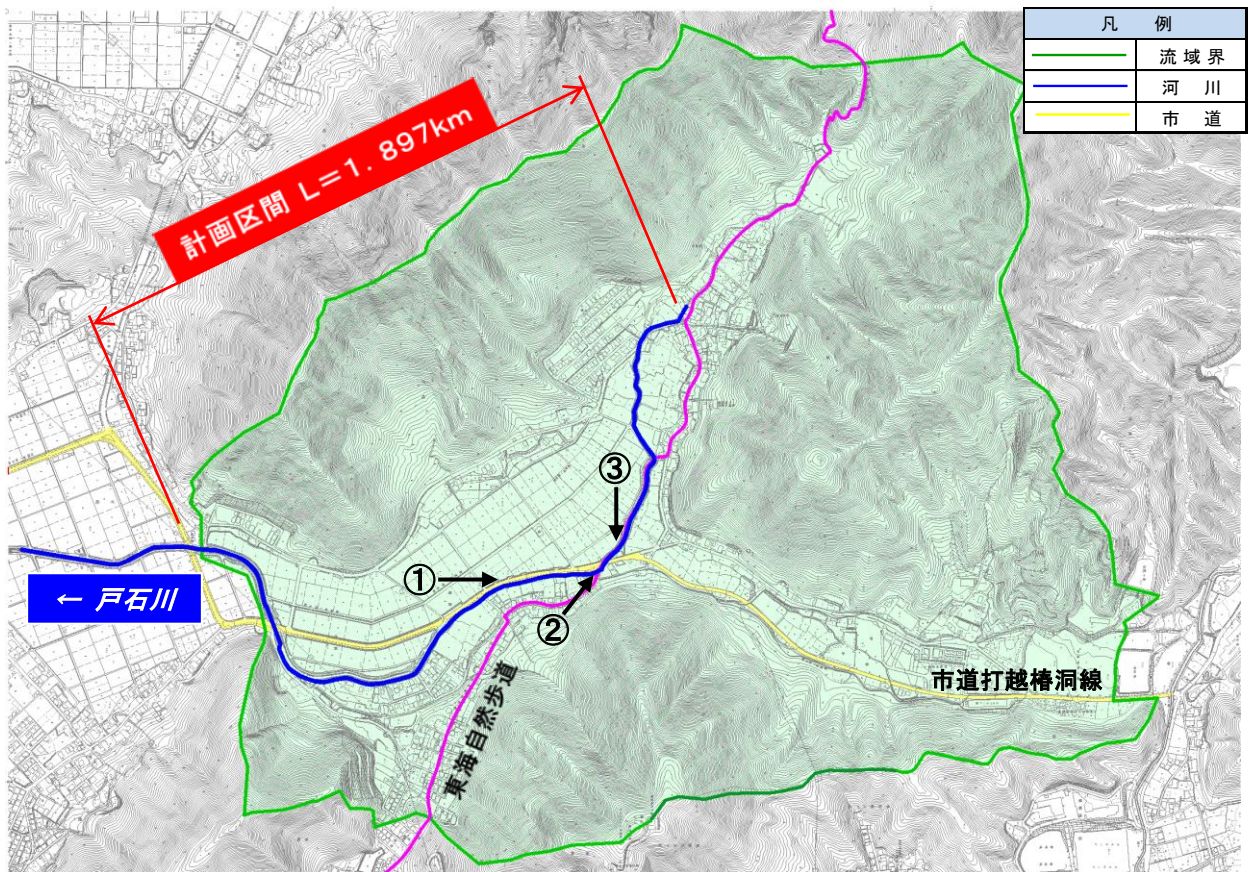 凡 例
流域界
河 川
市 道
計画区間 L=1.897km
③
①
②
← 戸石川
市道打越椿洞線
東海自然歩道